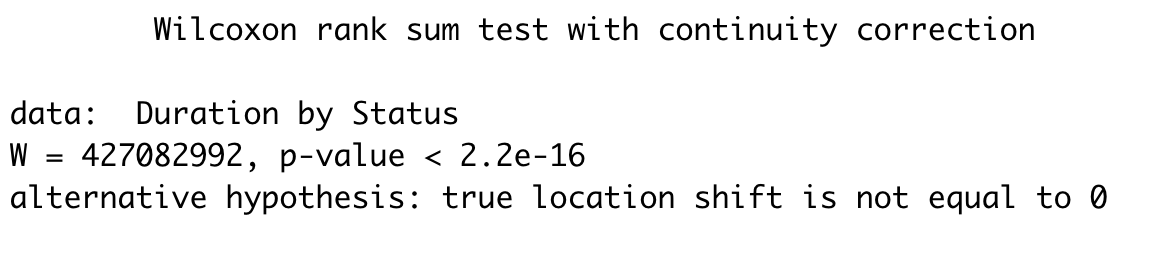 Wilcoxon rank sum test with continuity correction
data:  Duration by Status
W = 427082992, p-value < 2.2e-16
alternative hypothesis: true location shift is not equal to 0